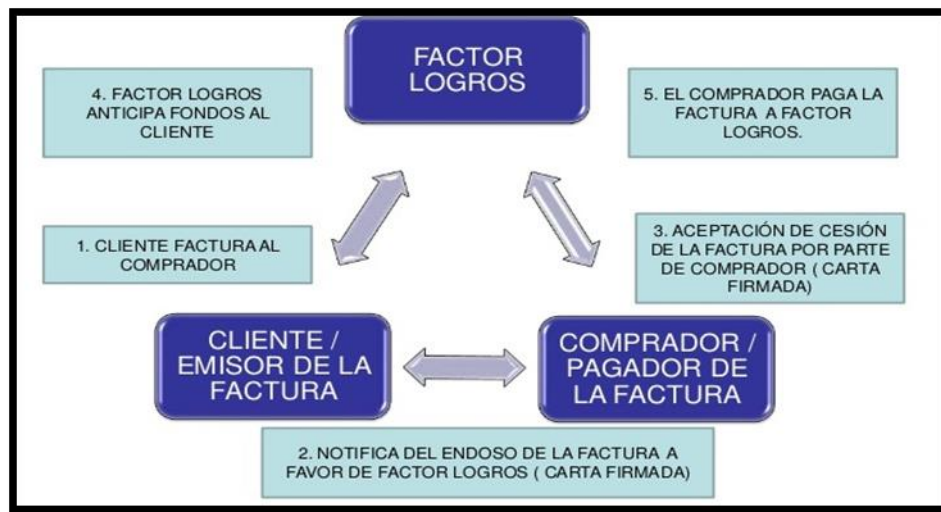 FACTOR
LOGROS
4. FACTOR LOGROS
ANTICIPA FONDOS AL
CLIENTE
5. EL COMPRADOR PAGA LA
FACTURA A FACTOR
LOGROS.
1. CLIENTE FACTURA AL
COMPRADOR
3. ACEPTACIÓN DE CESIÓN
DE LA FACTURA POR PARTE
DE COMPRADOR ( CARTA
FIRMADA)
CLIENTE /
EMISOR DE LA
FACTURA
COMPRADOR /
PAGADOR DE
LA FACTURA
2. NOTIFICA DEL ENDOSO DE LA FACTURA A
FAVOR DE FACTOR LOGROS ( CARTA FIRMADA)